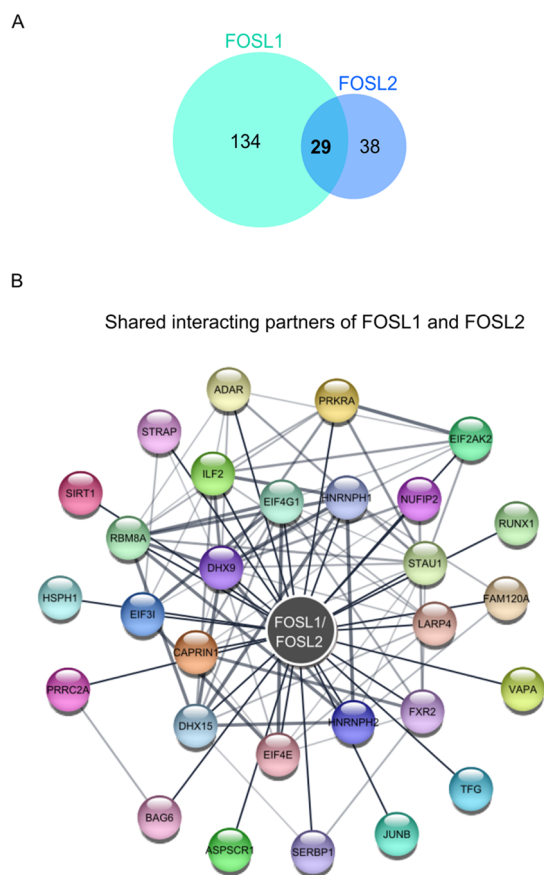 A
FOSL1
FOSL2
134
29
38
B
Shared interacting partners of FOSL1 and FOSL2
ADAR
PRKRA
STRAP
EIF2AK2
ILF2
HNRNPH1
SIRT1
EIF4G1
NUFIP2
RUNX1
RBM8A
DHX9
STAU1
HSPH1
EIF3I
FAM120A
FOSL1/
FOSL2
LARP4
CAPRIN1
PRRC2A
VAPA
DHX15
HNRNPH2
FXR2
EIF4E
TFG
BAG6
JUNB
ASPSCR1
SERBP1